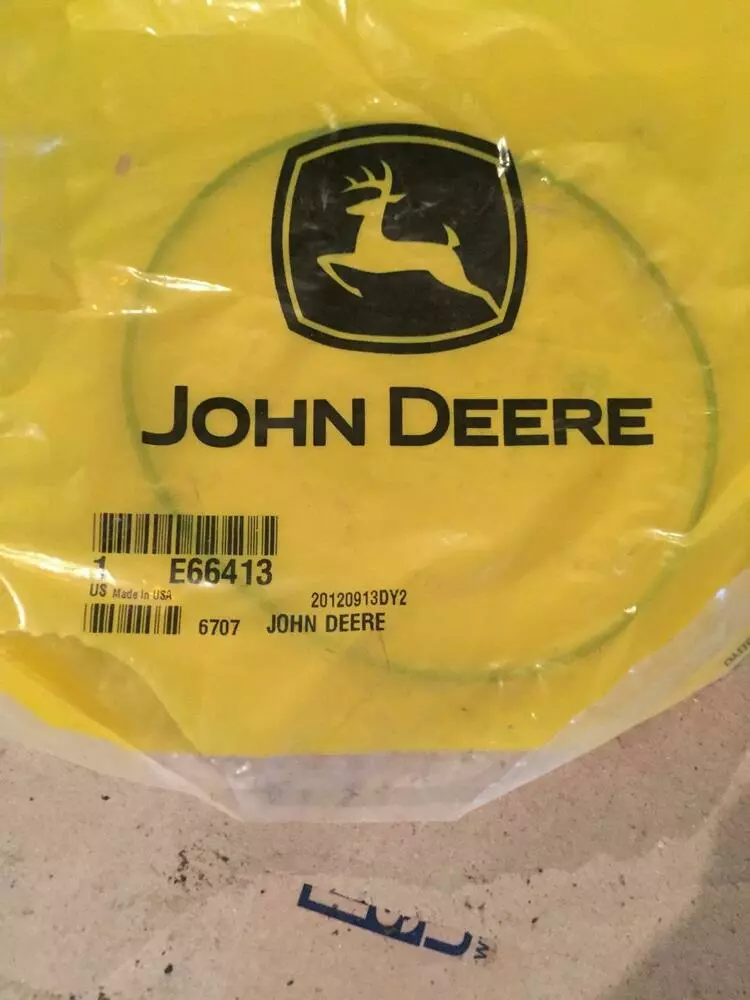 JOHN DEERE
1 E66413
US Made In USA
20120913DY2
6707 JOHN DEERE